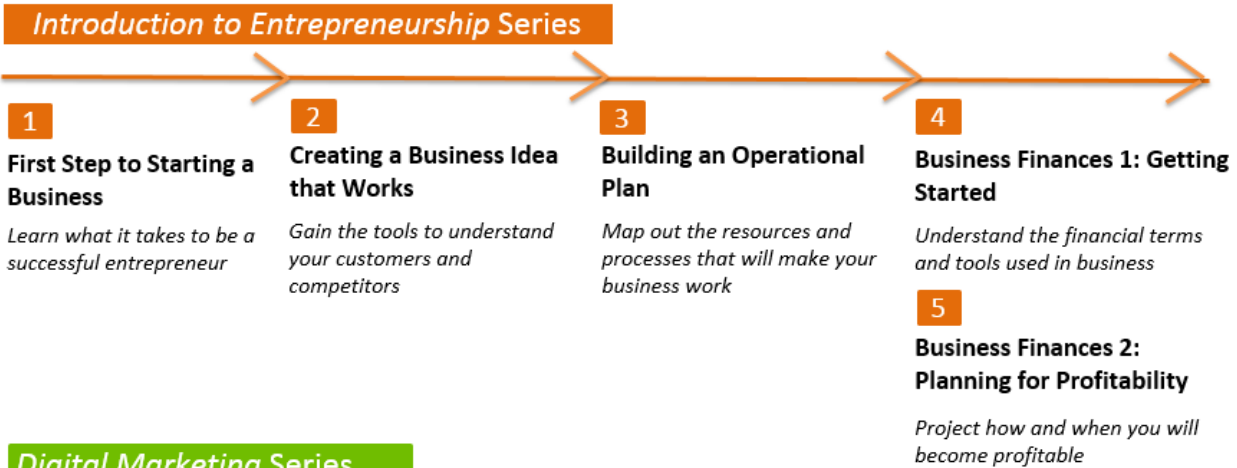 Introduction to Entrepreneurship Series
1
First Step to Starting a
Business
Learn what it takes to be a
successful entrepreneur
2
Creating a Business Idea
that Works
Gain the tools to understand
your customers and
competitors
3
Building an Operational
Plan
Map out the resources and
processes that will make your
business work
4
Business Finances 1: Getting
Started
Understand the financial terms
and tools used in business
5
Business Finances 2:
Planning for Profitability
Project how and when you will
become profitable
Digital Marketing Series